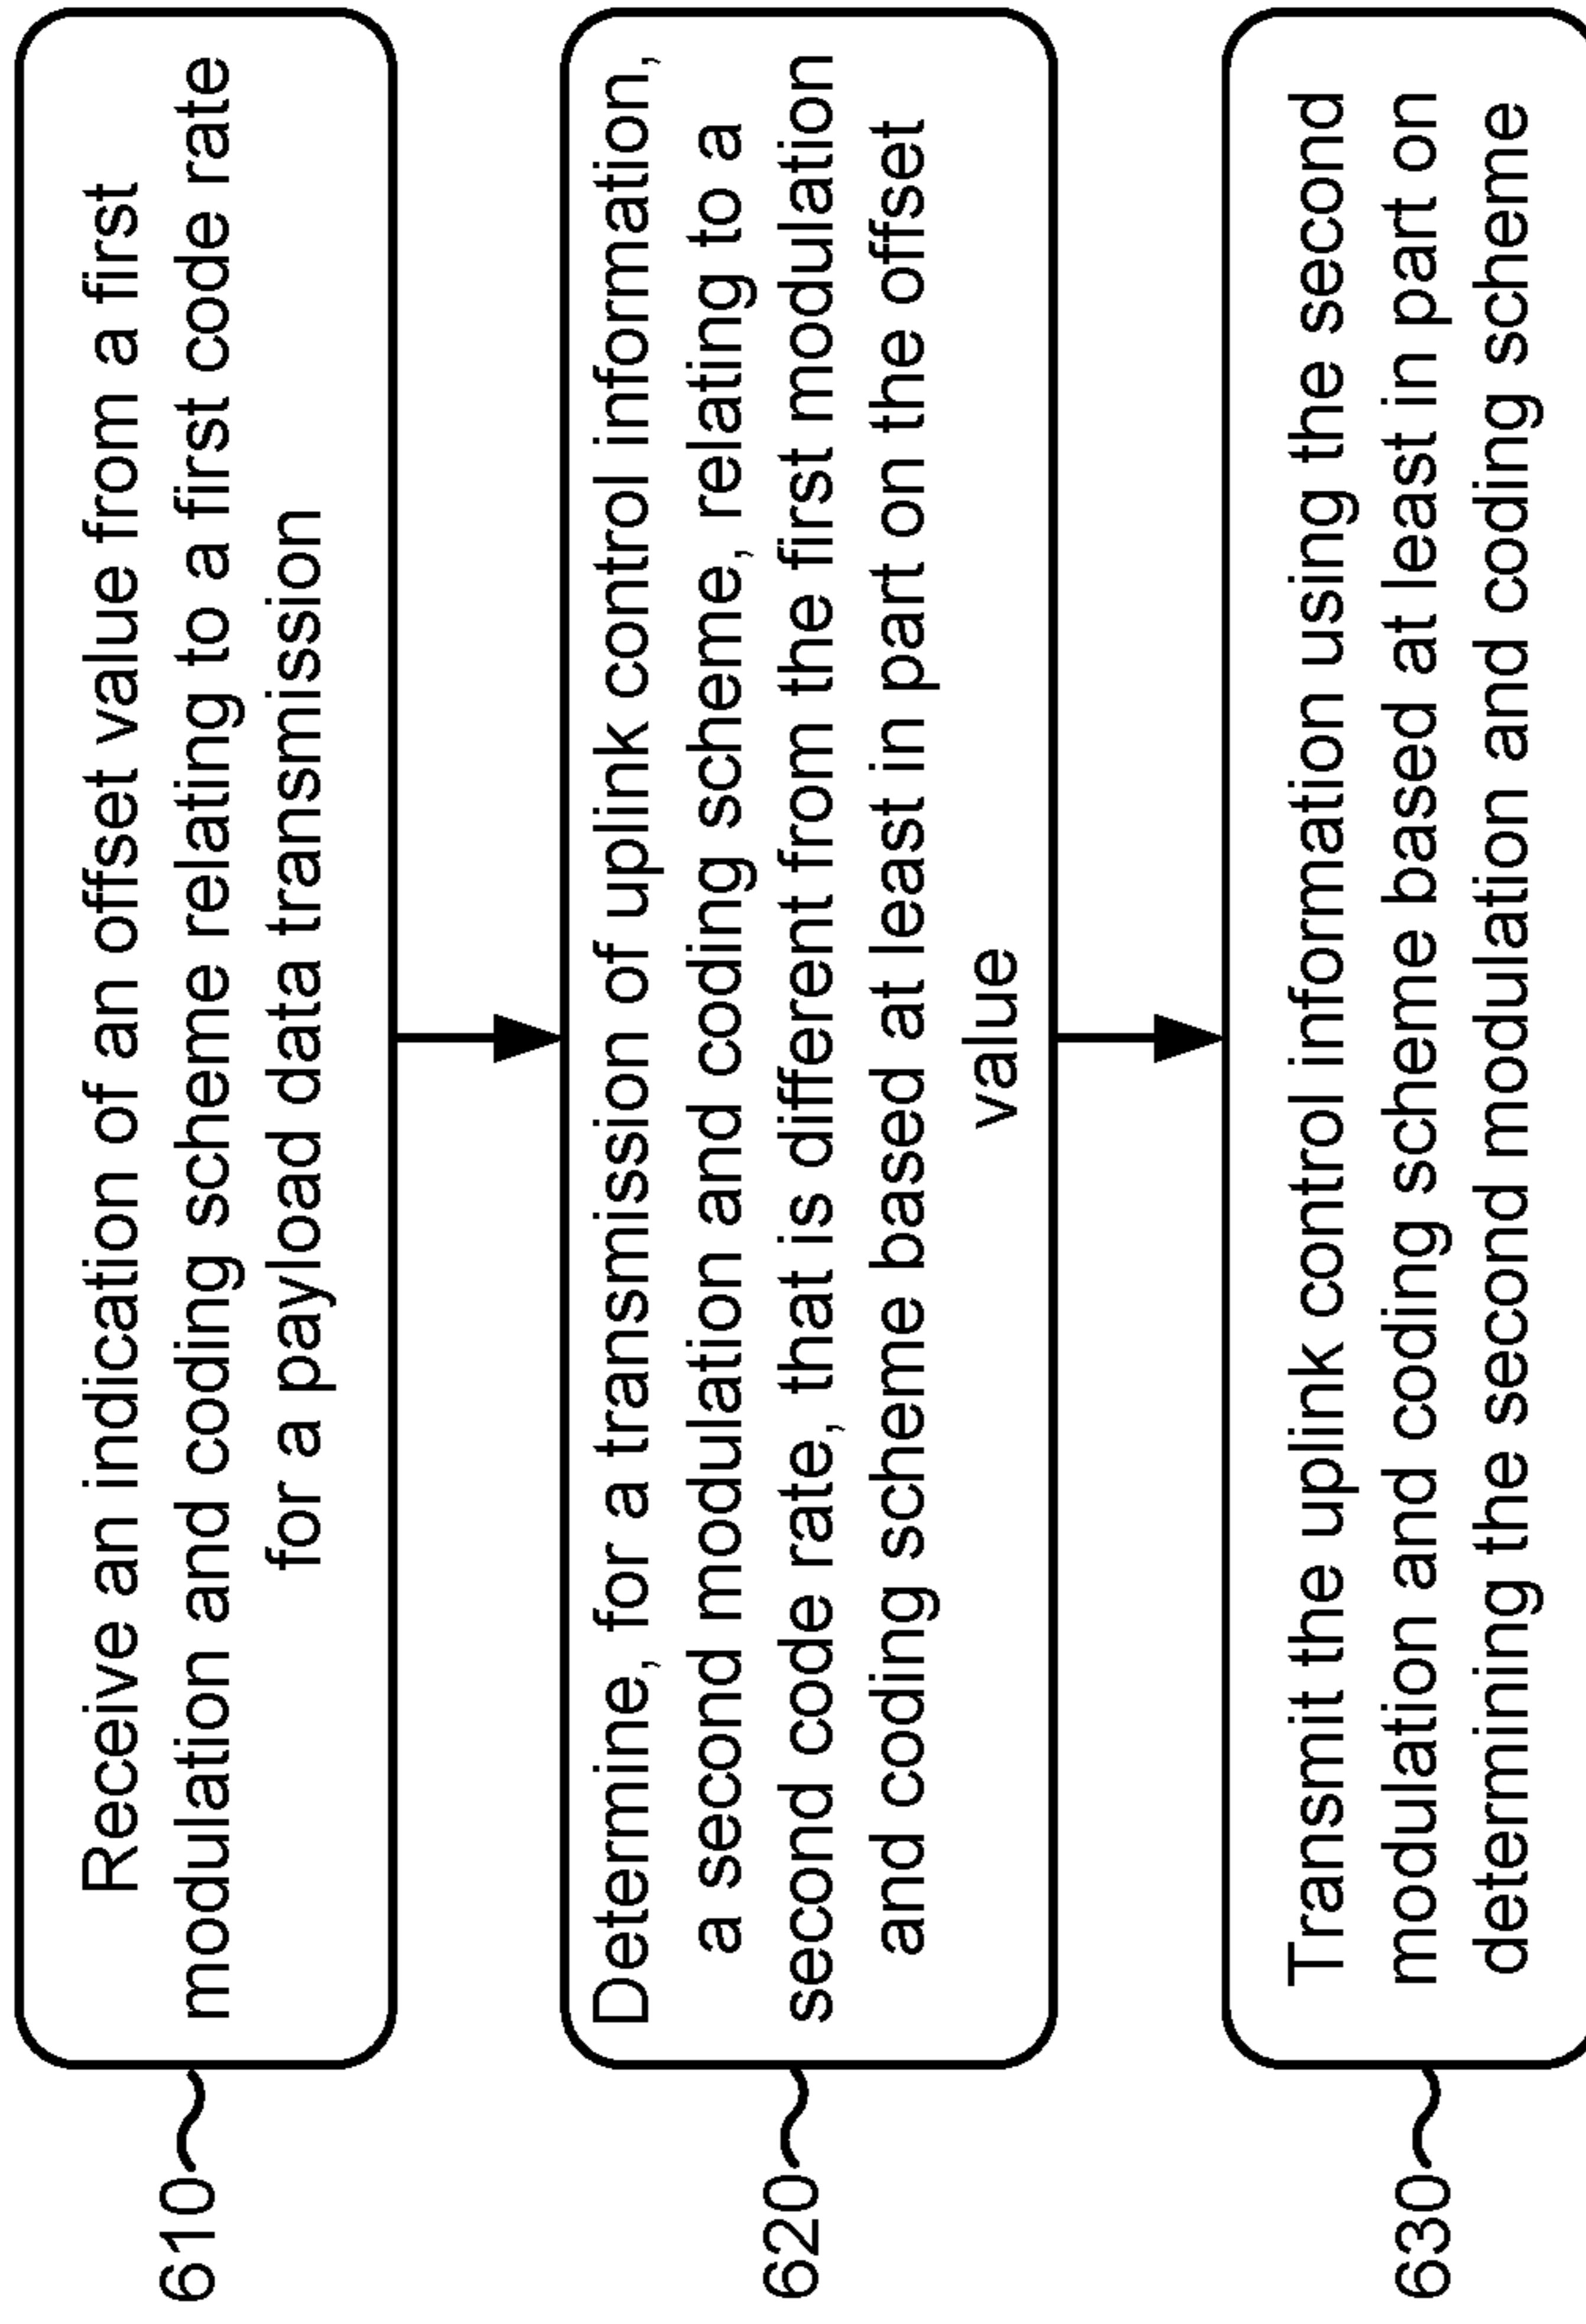 610
Receive an indication of an offset value from a first
modulation and coding scheme relating to a first code rate
for a payload data transmission
620
Determine, for a transmission of uplink control information,
a second modulation and coding scheme, relating to a
second code rate, that is different from the first modulation
and coding scheme based at least in part on the offset
value
630
Transmit the uplink control information using the second
modulation and coding scheme based at least in part on
determining the second modulation and coding scheme